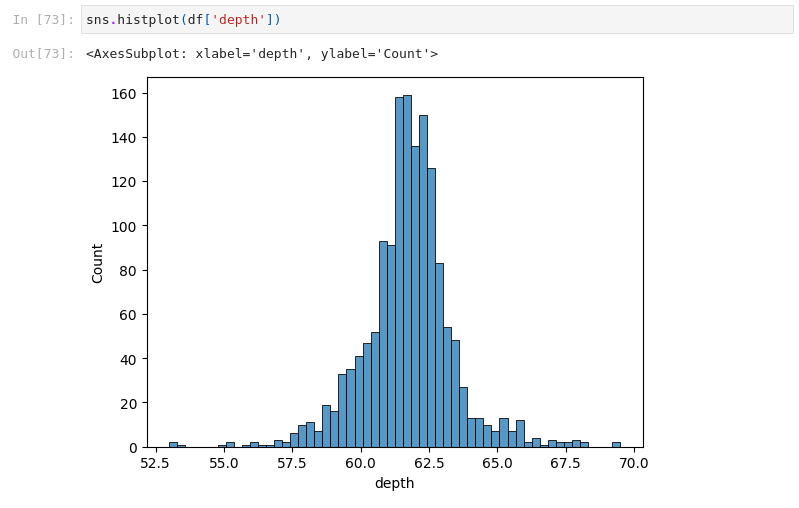 In [73]: sns.histplot(df['depth'])
Out[73]: <AxesSubplot: xlabel='depth', ylabel='Count'>
160
140
120
100
80
60
40
20
0
Count
52.5 55.0 57.5 60.0 62.5 65.0 67.5 70.0
depth